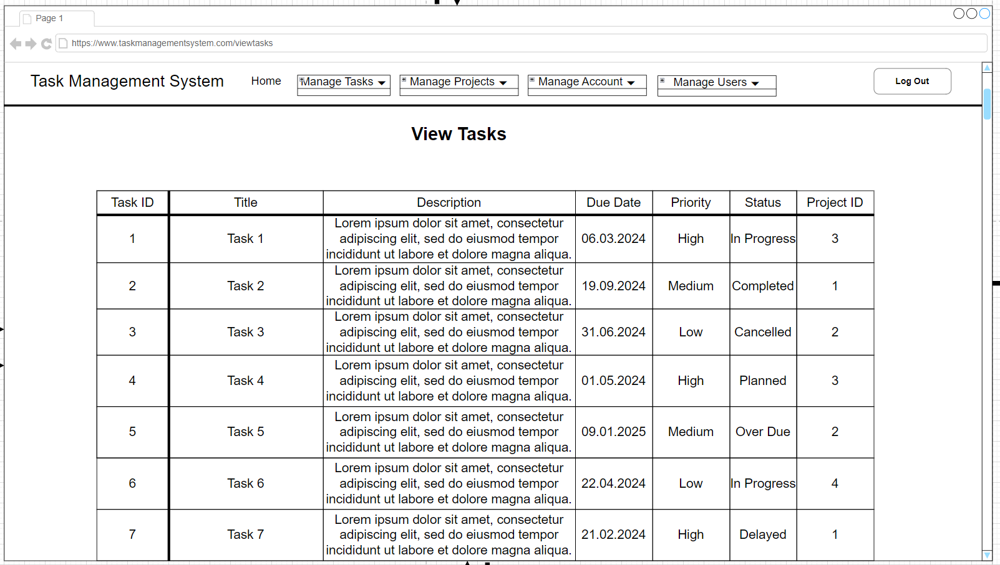 Page 1
https://www.taskmanagementsystem.com/viewtasks
Task Management System Home Manage Tasks Manage Projects Manage Account Manage Users Log Out
View Tasks
Task ID Title Description Due Date Priority Status Project ID
Lorem ipsum dolor sit amet, consectetur
1 Task 1 adipiscing elit, sed do eiusmod tempor 06.03.2024 High In Progress 3
incididunt ut labore et dolore magna aliqua.
Lorem ipsum dolor sit amet, consectetur
2 Task 2 adipiscing elit, sed do eiusmod tempor 19.09.2024 Medium Completed 1
incididunt ut labore et dolore magna aliqua.
Lorem ipsum dolor sit amet, consectetur
3 Task 3 adipiscing elit, sed do eiusmod tempor 31.06.2024 Low Cancelled 2
incididunt ut labore et dolore magna aliqua.
Lorem ipsum dolor sit amet, consectetur
4 Task 4 adipiscing elit, sed do eiusmod tempor 01.05.2024 High Planned 3
incididunt ut labore et dolore magna aliqua.
Lorem ipsum dolor sit amet, consectetur
5 Task 5 adipiscing elit, sed do eiusmod tempor 09.01.2025 Medium Over Due 2
incididunt ut labore et dolore magna aliqua.
Lorem ipsum dolor sit amet, consectetur
6 Task 6 adipiscing elit, sed do eiusmod tempor 22.04.2024 Low In Progress 4
incididunt ut labore et dolore magna aliqua.
Lorem ipsum dolor sit amet, consectetur
7 Task 7 adipiscing elit, sed do eiusmod tempor 21.02.2024 High Delayed 1
incididunt ut labore et dolore magna aliqua.